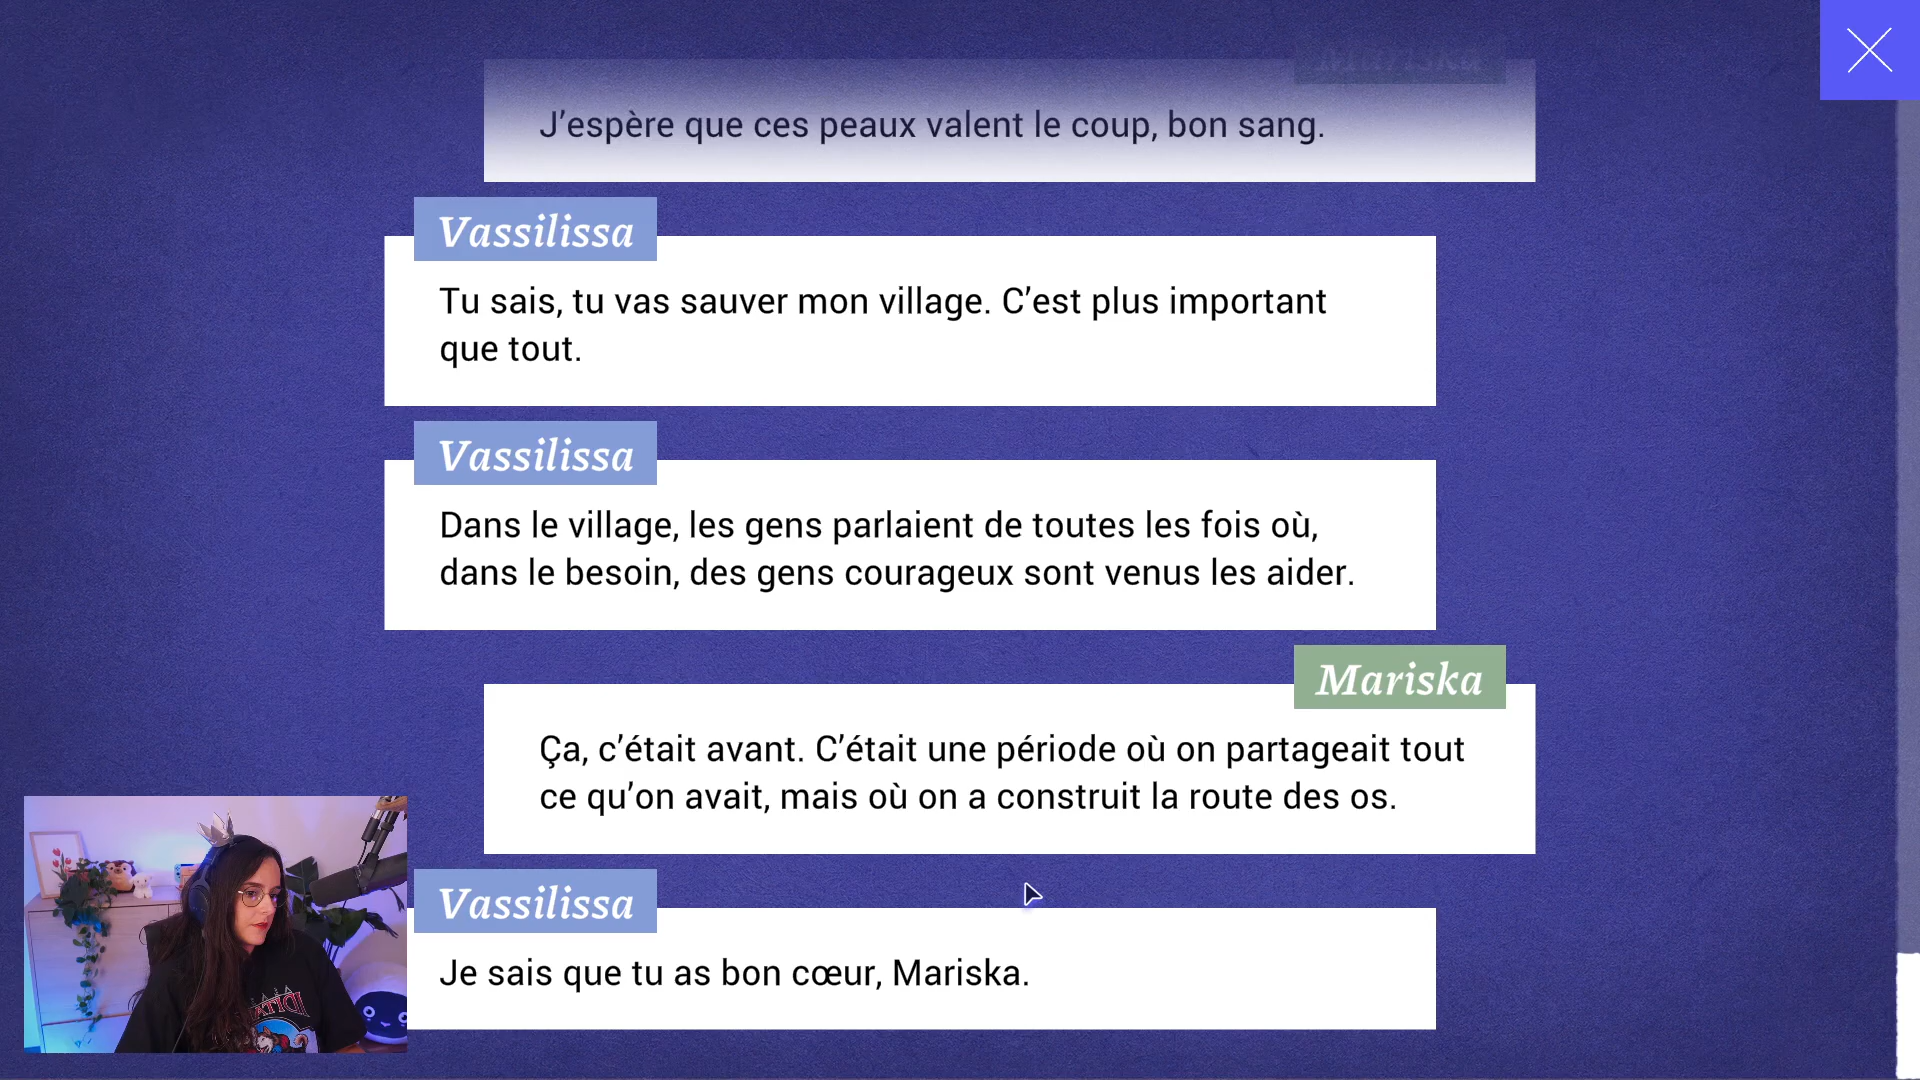 Mariska
J’espère que ces peaux valent le coup, bon sang.
Vassilissa
Tu sais, tu vas sauver mon village. C’est plus important
que tout.
Vassilissa
Dans le village, les gens parlaient de toutes les fois où,
dans le besoin, des gens courageux sont venus les aider.
Mariska
Ça, c’était avant. C’était une période où on partageait tout
ce qu’on avait, mais où on a construit la route des os.
Vassilissa
Je sais que tu as bon cœur, Mariska.